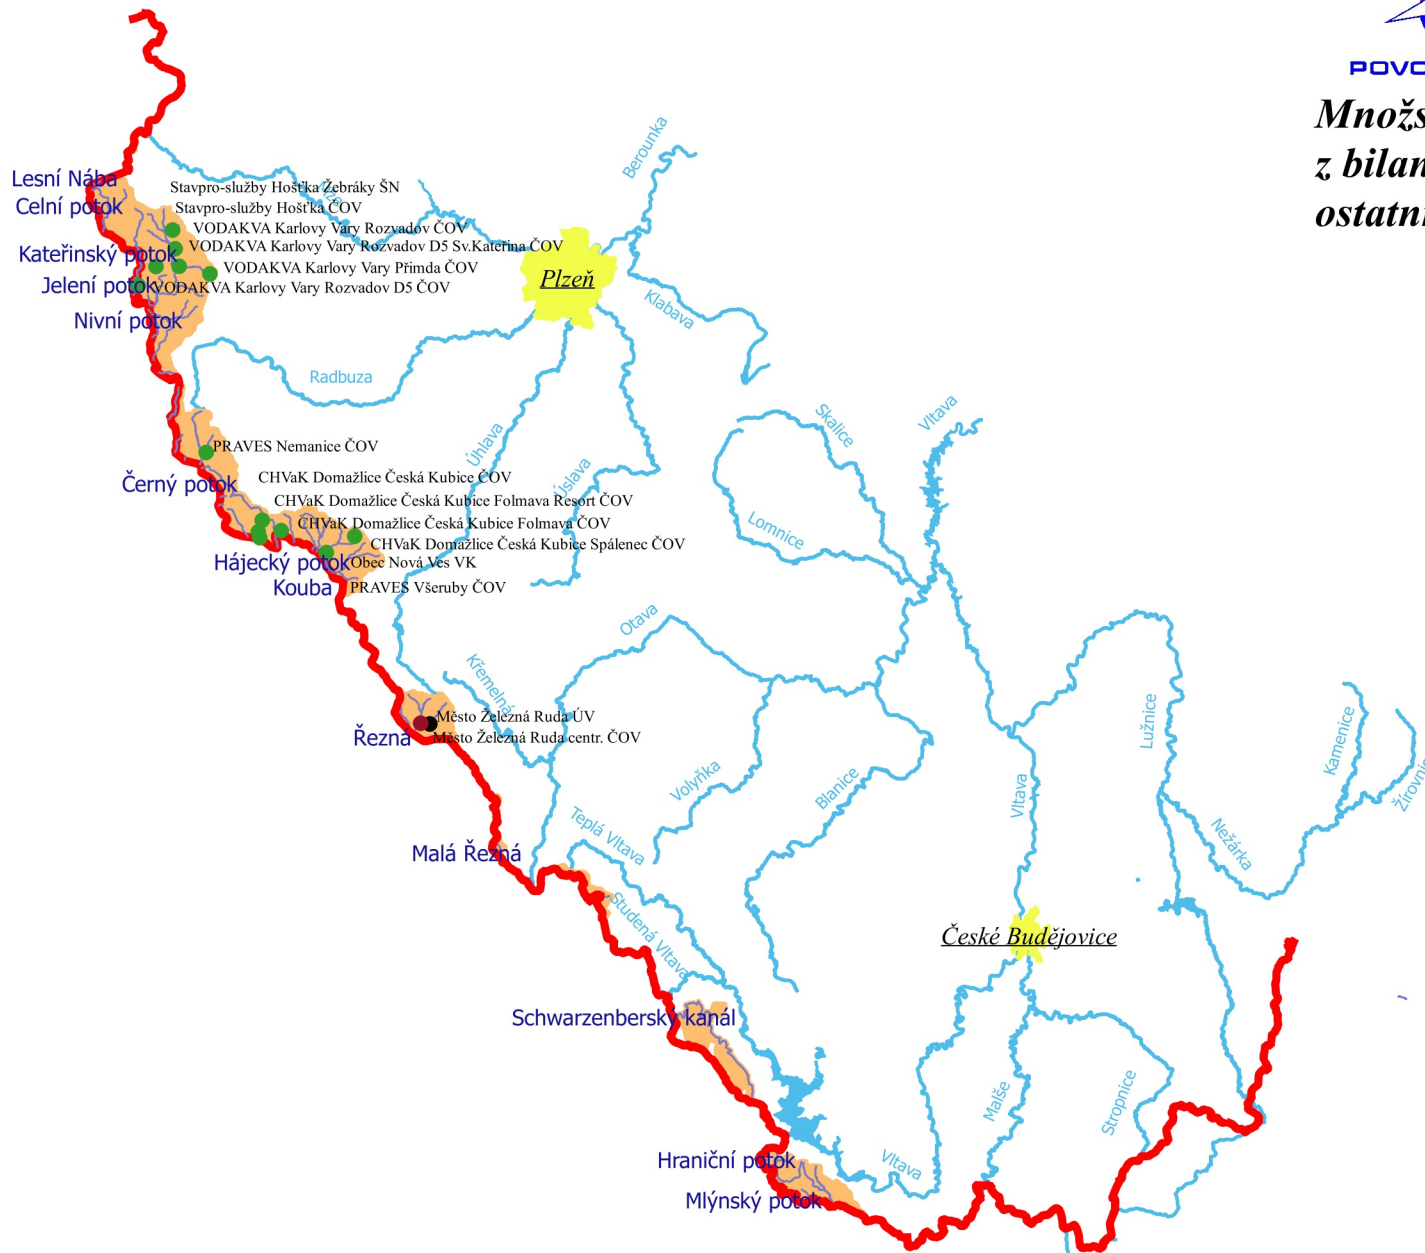 POVO
Množs
z bilan
ostatn
Berounka
Lesní Nába
Celní potok
Stavpro-služby Hošťka Žebráky ŠN
Mže
Stavpro-služby Hošťka ČOV
VODAKVA Karlovy Vary Rozvadov ČOV
Kateřinský potok
VODAKVA Karlovy Vary Rozvadov D5 Sv.Kateřina ČOV
VODAKVA Karlovy Vary Přimda ČOV
Jelení potok
VODAKVA Karlovy Vary Rozvadov D5 ČOV
Plzeň
Klabava
Nivní potok
Radbuza
Skalice
Vltava
Úhlava
PRAVES Nemanice ČOV
Úslava
Černý potok
CHVaK Domažlice Česká Kubice ČOV
CHVaK Domažlice Česká Kubice Folmava Resort ČOV
CHVaK Domažlice Česká Kubice Folmava ČOV
Lomnice
CHVaK Domažlice Česká Kubice Spálenec ČOV
Hájecký potok
Obec Nová Ves VK
Kouba
PRAVES Všeruby ČOV
Otava
Křemelná
Město Železná Ruda ÚV
Řezná
Město Železná Ruda centr. ČOV
Lužnice
Kamenice
Volyňka
Blanice
Vltava
Žirovnic
Teplá Vltava
Nežárka
Malá Řezná
Studená Vltava
České Budějovice
Schwarzenberský kanál
Malše
Stropnice
Hraniční potok
Vltava
Mlýnský potok